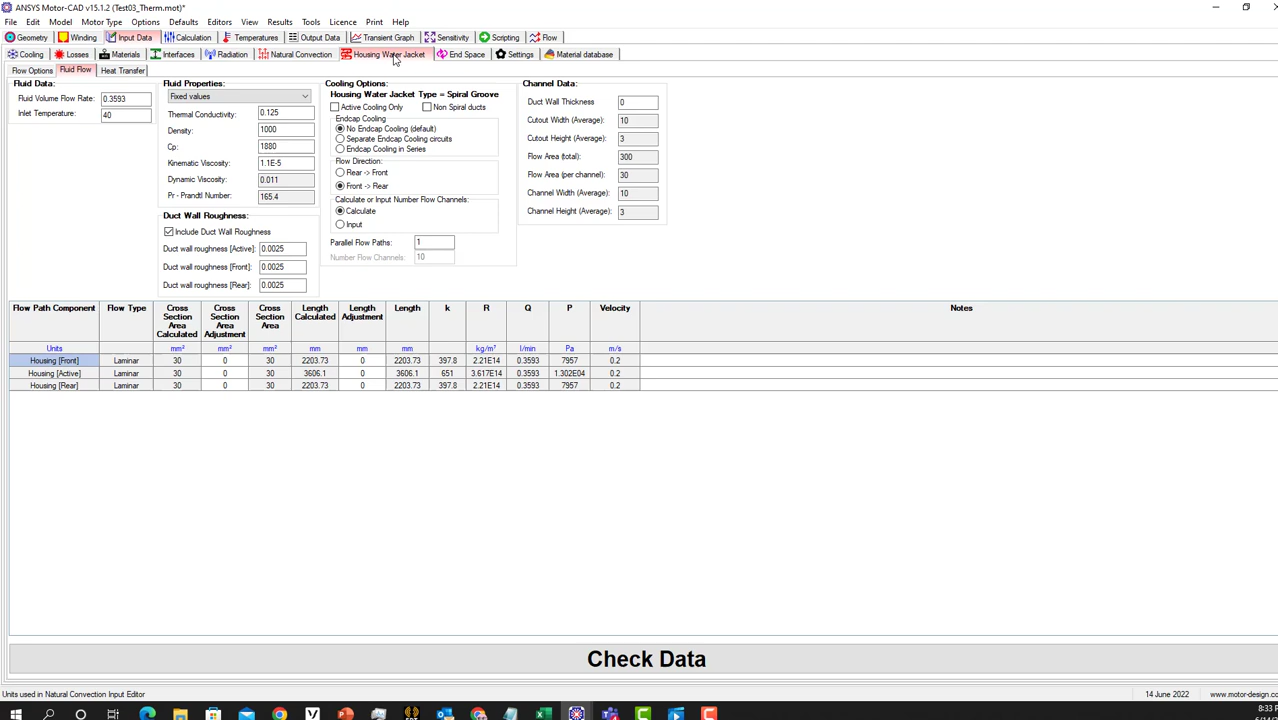 ANSYS Motor-CAD v15.1.2 (Test03_Therm.mot)*
File Edit Model Motor Type Options Defaults Editors View Results Tools Licence Print Help
Geometry Winding Input Data Calculation Temperatures Output Data Transient Graph Sensitivity Scripting Flow
Cooling Losses Materials Interfaces Radiation Natural Convection Housing Water Jacket End Space Settings Material database
Flow Options Fluid Flow Heat Transfer
Fluid Data:
Fluid Volume Flow Rate: 0.3593
Inlet Temperature: 40
Fluid Properties:
Fixed values
Thermal Conductivity: 0.125
Density: 1000
Cp: 1880
Kinematic Viscosity: 1.1E-5
Dynamic Viscosity: 0.011
Pr - Prandtl Number: 165.4
Duct Wall Roughness:
Include Duct Wall Roughness
Duct wall roughness [Active]: 0.0025
Duct wall roughness [Front]: 0.0025
Duct wall roughness [Rear]: 0.0025
Cooling Options:
Housing Water Jacket Type = Spiral Groove
Active Cooling Only Non Spiral ducts
Endcap Cooling
No Endcap Cooling (default)
Separate Endcap Cooling circuits
Endcap Cooling in Series
Flow Direction:
Rear -> Front
Front -> Rear
Calculate or Input Number Flow Channels:
Calculate
Input
Parallel Flow Paths: 1
Number Flow Channels: 10
Channel Data:
Duct Wall Thickness 0
Cutout Width (Average): 10
Cutout Height (Average): 3
Flow Area (total): 300
Flow Area (per channel): 30
Channel Width (Average): 10
Channel Height (Average): 3
Flow Path Component Flow Type Cross Section Area Calculated Cross Section Area Adjustment Cross Section Area Length Calculated Length Adjustment Length k R Q P Velocity Notes
Units mm² mm² mm² mm mm mm kg/m⁷ l/min Pa m/s
Housing [Front] Laminar 30 0 30 2203.73 0 2203.73 397.8 2.21E14 0.3593 7957 0.2
Housing [Active] Laminar 30 0 30 3606.1 0 3606.1 651 3.617E14 0.3593 1.302E04 0.2
Housing [Rear] Laminar 30 0 30 2203.73 0 2203.73 397.8 2.21E14 0.3593 7957 0.2
Check Data
Units used in Natural Convection Input Editor 14 June 2022 www.motor-design.co
8:33 P